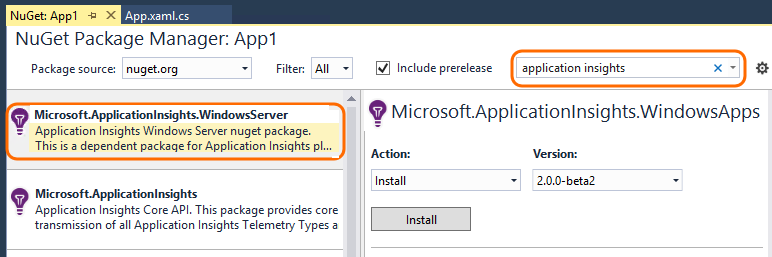 NuGet: App1
App.xaml.cs
NuGet Package Manager: App1
Package source: nuget.org Filter: All Include prerelease application insights
Microsoft.ApplicationInsights.WindowsServer
Application Insights Windows Server nuget package.
This is a dependent package for Application Insights pl...
Microsoft.ApplicationInsights
Application Insights Core API. This package provides core
transmission of all Application Insights Telemetry Types a
Microsoft.ApplicationInsights.WindowsApps
Action: Version:
Install 2.0.0-beta2
Install